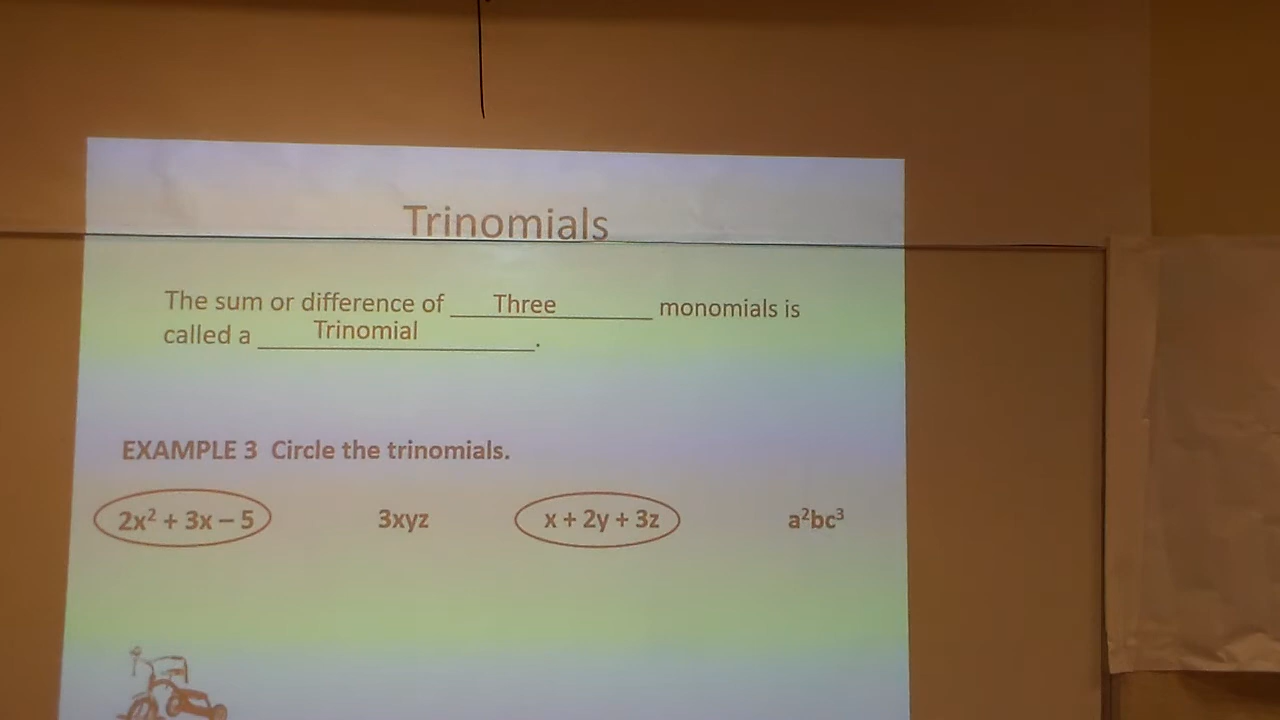 Trinomials
The sum or difference of Three monomials is
called a Trinomial.
EXAMPLE 3 Circle the trinomials.
2x² + 3x – 5 3xyz x + 2y + 3z a²bc³